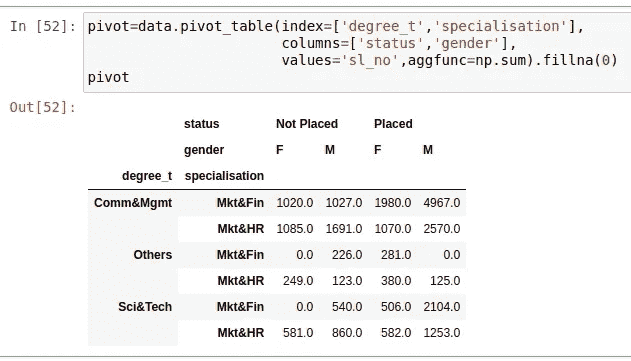 In [52]: pivot=data.pivot_table(index=['degree_t','specialisation'],
columns=['status','gender'],
values='sl_no',aggfunc=np.sum).fillna(0)
pivot
Out[52]:
status Not Placed Placed
gender F M F M
degree_t specialisation
Comm&Mgmt Mkt&Fin 1020.0 1027.0 1980.0 4967.0
Mkt&HR 1085.0 1691.0 1070.0 2570.0
Others Mkt&Fin 0.0 226.0 281.0 0.0
Mkt&HR 249.0 123.0 380.0 125.0
Sci&Tech Mkt&Fin 0.0 540.0 506.0 2104.0
Mkt&HR 581.0 860.0 582.0 1253.0